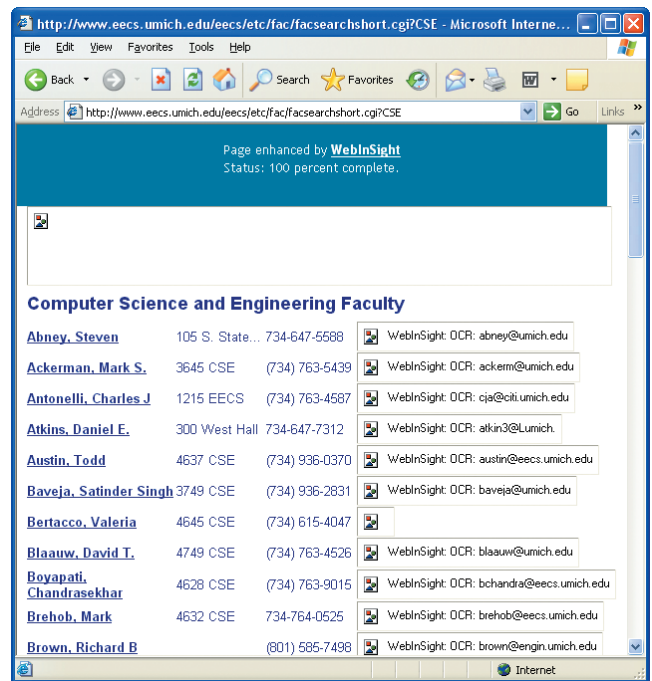 http://www.eecs.umich.edu/eecs/etc/fac/facsearchshort.cgi?CSE - Microsoft Interne...
File Edit View Favorites Tools Help
Back Search Favorites
Address http://www.eecs.umich.edu/eecs/etc/fac/facsearchshort.cgi?CSE Go Links »
Page enhanced by WebInSight
Status: 100 percent complete.
Computer Science and Engineering Faculty
Abney, Steven 105 S. State... 734-647-5588 WebInSight: OCR: abney@umich.edu
Ackerman, Mark S. 3645 CSE (734) 763-5439 WebInSight: OCR: ackerm@umich.edu
Antonelli, Charles J 1215 EECS (734) 763-4587 WebInSight: OCR: cja@citi.umich.edu
Atkins, Daniel E. 300 West Hall 734-647-7312 WebInSight: OCR: atkin3@Lumich.
Austin, Todd 4637 CSE (734) 936-0370 WebInSight: OCR: austin@eecs.umich.edu
Baveja, Satinder Singh 3749 CSE (734) 936-2831 WebInSight: OCR: baveja@umich.edu
Bertacco, Valeria 4645 CSE (734) 615-4047
Blaauw, David T. 4749 CSE (734) 763-4526 WebInSight: OCR: blaauw@umich.edu
Boyapati,
Chandrasekhar 4628 CSE (734) 763-9015 WebInSight: OCR: bchandra@eecs.umich.edu
Brehob, Mark 4632 CSE 734-764-0525 WebInSight: OCR: brehob@eecs.umich.edu
Brown, Richard B (801) 585-7498 WebInSight: OCR: brown@engin.umich.edu
Internet